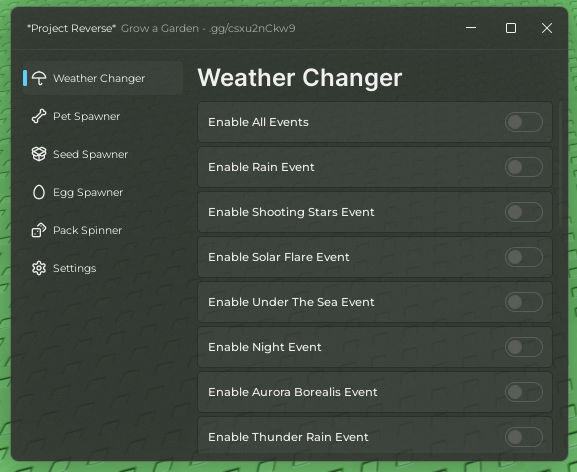 *Project Reverse* Grow a Garden - .gg/csxu2nCkw9
Weather Changer
Pet Spawner
Seed Spawner
Egg Spawner
Pack Spinner
Settings
Weather Changer
Enable All Events
Enable Rain Event
Enable Shooting Stars Event
Enable Solar Flare Event
Enable Under The Sea Event
Enable Night Event
Enable Aurora Borealis Event
Enable Thunder Rain Event